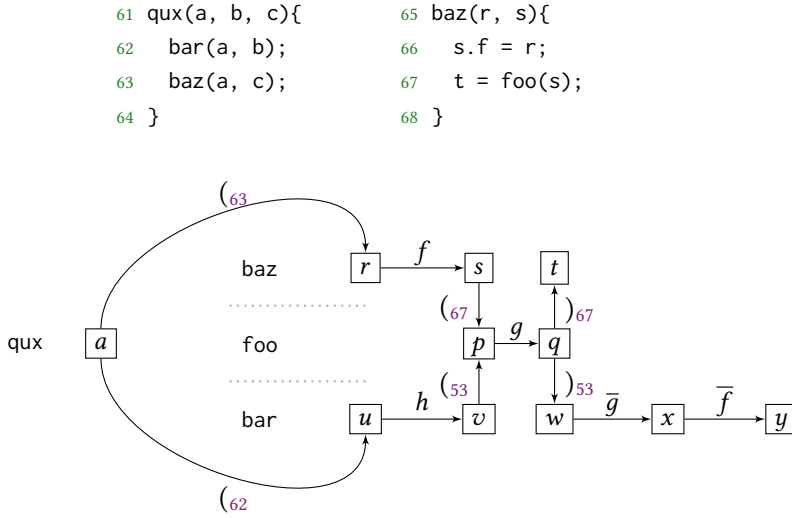 61 qux(a, b, c){
62 bar(a, b);
63 baz(a, c);
64 }
65 baz(r, s){
66 s.f = r;
67 t = foo(s);
68 }
(63
baz r f s t
(67 )67
qux a foo p g q
(53 )53
bar u h v w g̅ x f̅ y
(62